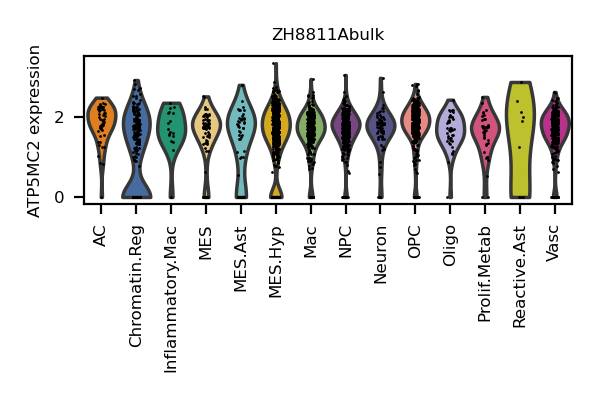 ZH8811Abulk
ATP5MC2 expression
2
0
AC
Chromatin.Reg
Inflammatory.Mac
MES
MES.Ast
MES.Hyp
Mac
NPC
Neuron
OPC
Oligo
Prolif.Metab
Reactive.Ast
Vasc